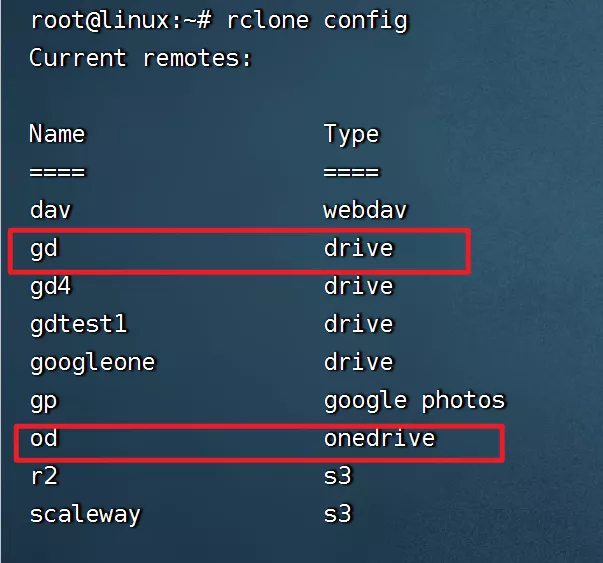 root@linux:~# rclone config
Current remotes:
Name Type
==== ====
dav webdav
gd drive
gd4 drive
gdtest1 drive
googleone drive
gp google photos
od onedrive
r2 s3
scaleway s3